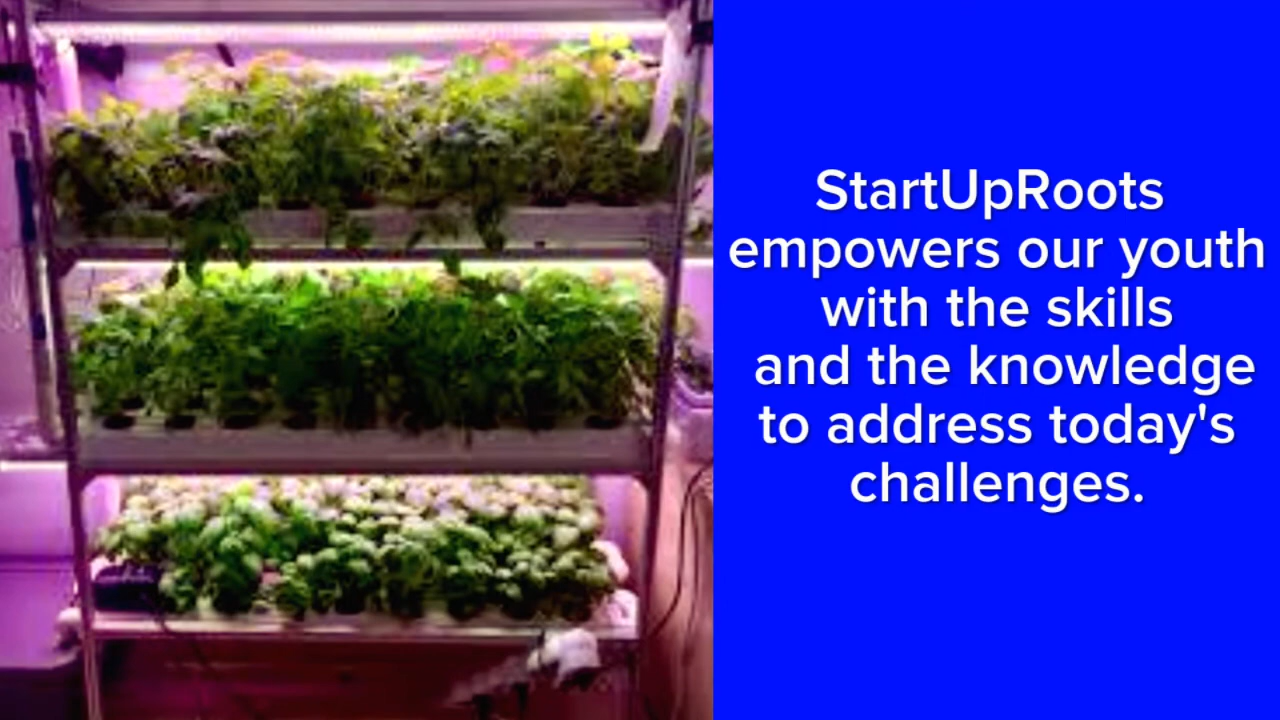 StartUpRoots
empowers our youth
with the skills
and the knowledge
to address today's
challenges.